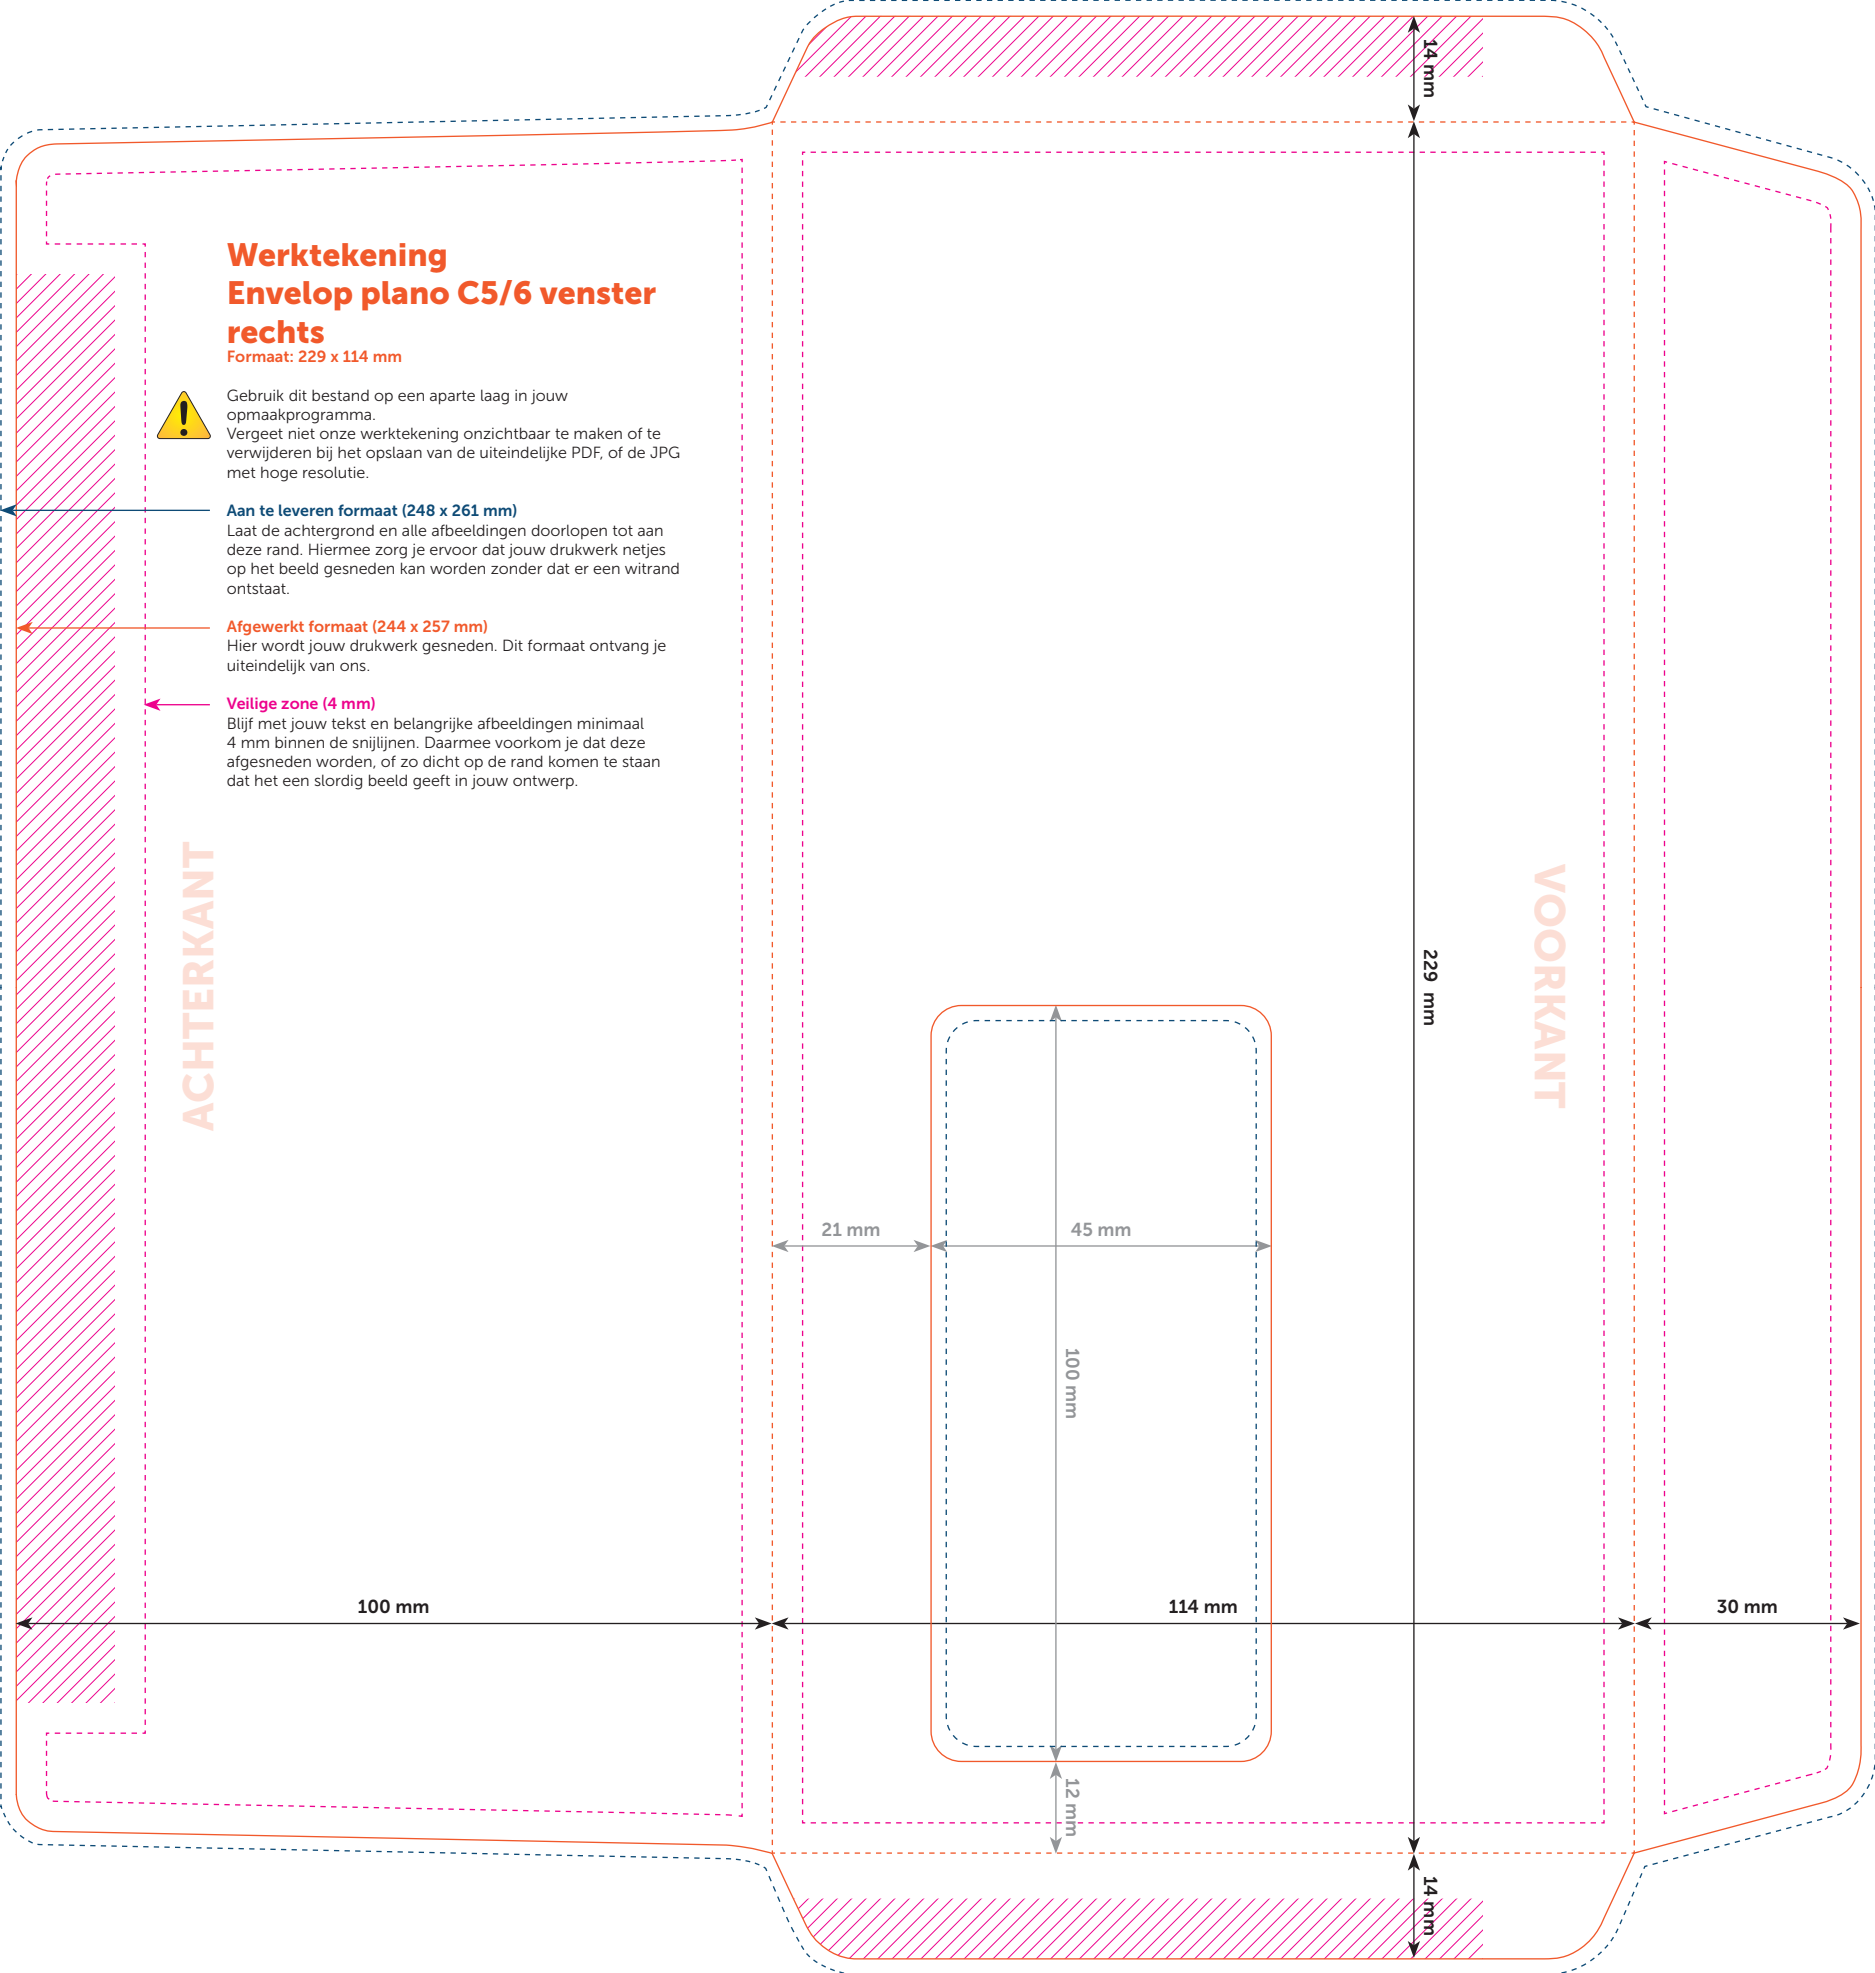 14 mm
Werktekening
Envelop plano C5/6 venster
rechts
Formaat: 229 x 114 mm
Gebruik dit bestand op een aparte laag in jouw
opmaakprogramma.
Vergeet niet onze werktekening onzichtbaar te maken of te
verwijderen bij het opslaan van de uiteindelijke PDF, of de JPG
met hoge resolutie.
Aan te leveren formaat (248 x 261 mm)
Laat de achtergrond en alle afbeeldingen doorlopen tot aan
deze rand. Hiermee zorg je ervoor dat jouw drukwerk netjes
op het beeld gesneden kan worden zonder dat er een witrand
ontstaat.
Afgewerkt formaat (244 x 257 mm)
Hier wordt jouw drukwerk gesneden. Dit formaat ontvang je
uiteindelijk van ons.
Veilige zone (4 mm)
Blijf met jouw tekst en belangrijke afbeeldingen minimaal
4 mm binnen de snijlijnen. Daarmee voorkom je dat deze
afgesneden worden, of zo dicht op de rand komen te staan
dat het een slordig beeld geeft in jouw ontwerp.
ACHTERKANT
VOORKANT
229 mm
21 mm
45 mm
100 mm
100 mm
114 mm
30 mm
12 mm
14 mm